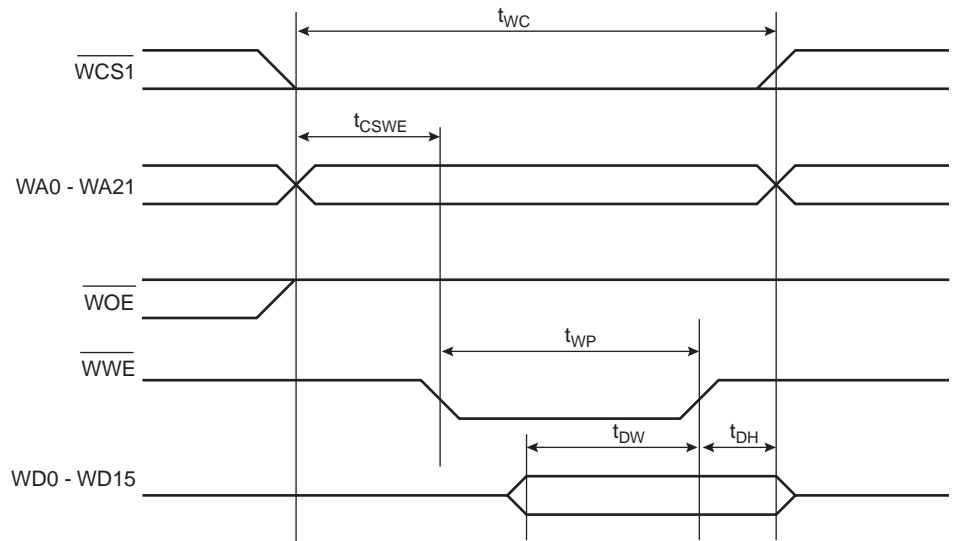 tWC
WCS1
tCSWE
WA0 - WA21
WOE
tWP
WWE
tDW
tDH
WD0 - WD15